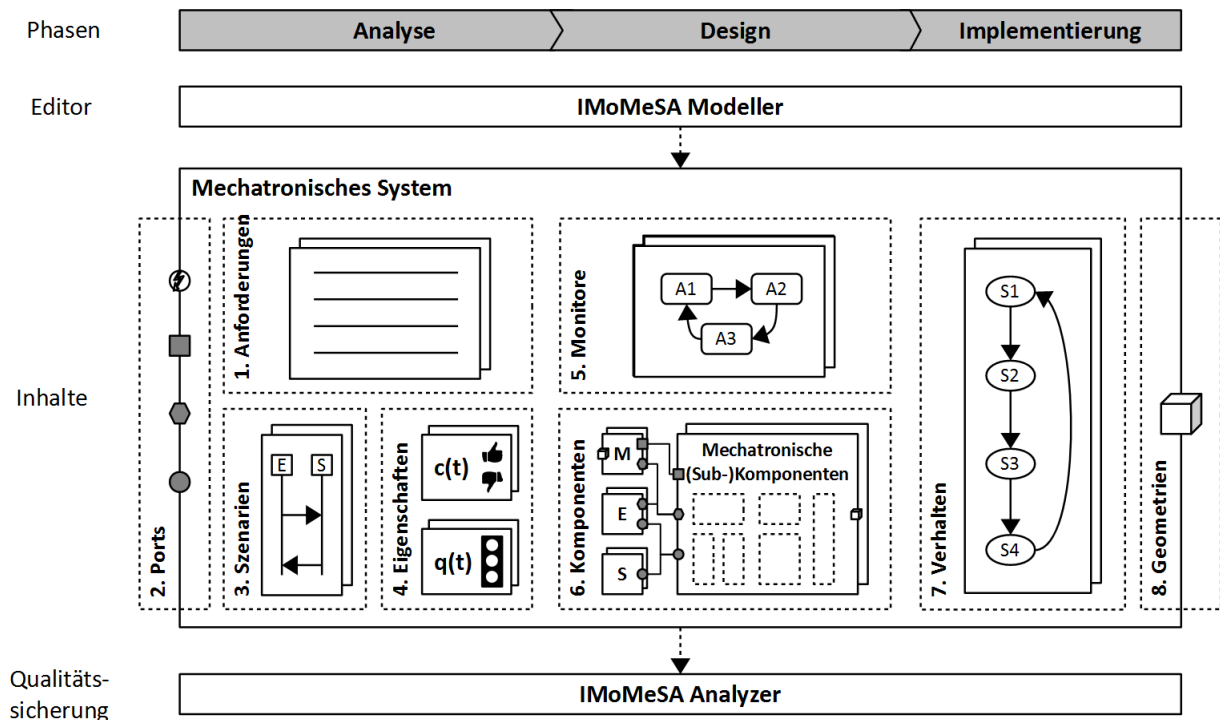 Phasen
Analyse
Design
Implementierung
Editor
IMoMeSA Modeller
Inhalte
Mechatronisches System
2. Ports
1. Anforderungen
3. Szenarien
E
S
4. Eigenschaften
c(t)
q(t)
5. Monitore
A1
A2
A3
6. Komponenten
M
E
S
Mechatronische
(Sub-)Komponenten
7. Verhalten
S1
S2
S3
S4
8. Geometrien
Qualitäts-
sicherung
IMoMeSA Analyzer